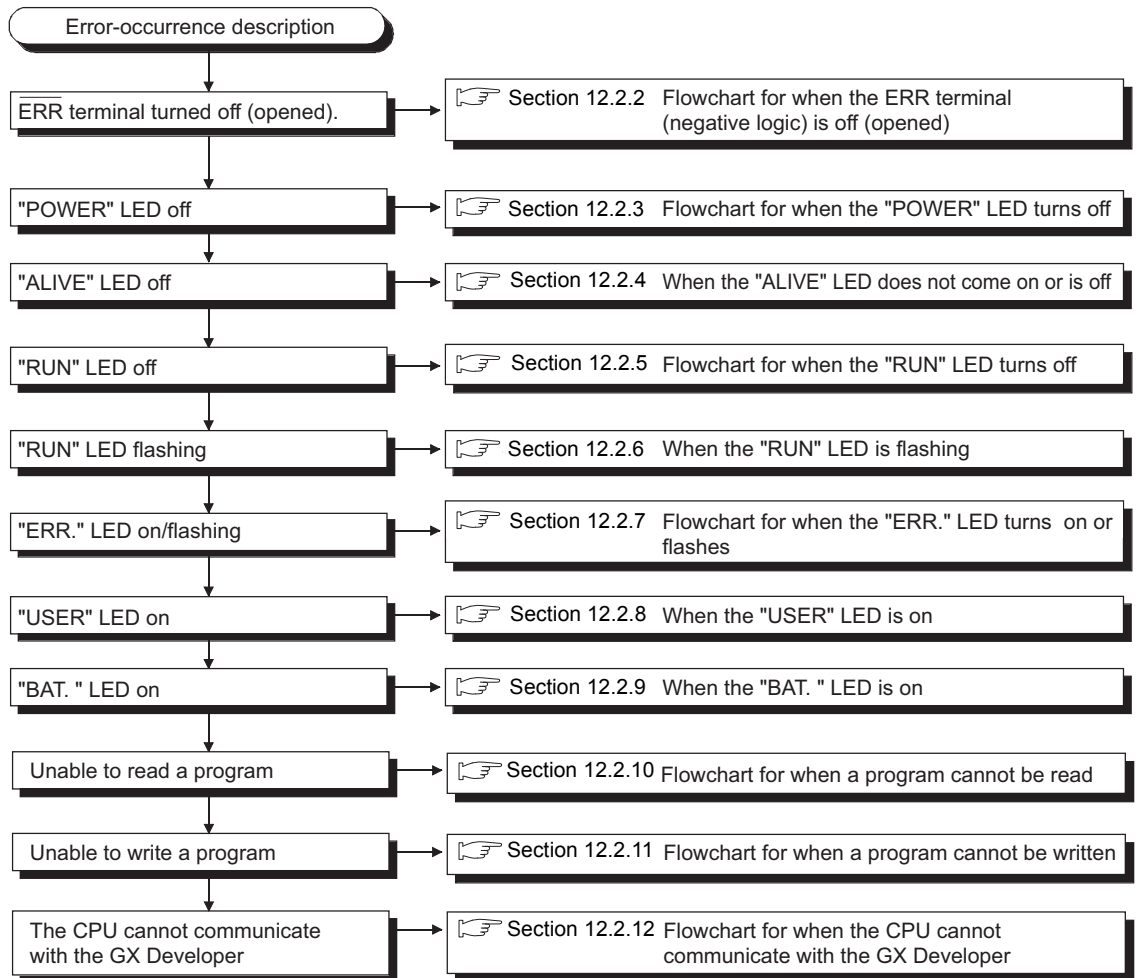 Error-occurrence description
ERR terminal turned off (opened).
Section 12.2.2 Flowchart for when the ERR terminal
(negative logic) is off (opened)
"POWER" LED off
Section 12.2.3 Flowchart for when the "POWER" LED turns off
"ALIVE" LED off
Section 12.2.4 When the "ALIVE" LED does not come on or is off
"RUN" LED off
Section 12.2.5 Flowchart for when the "RUN" LED turns off
"RUN" LED flashing
Section 12.2.6 When the "RUN" LED is flashing
"ERR." LED on/flashing
Section 12.2.7 Flowchart for when the "ERR." LED turns on or
flashes
"USER" LED on
Section 12.2.8 When the "USER" LED is on
"BAT. " LED on
Section 12.2.9 When the "BAT. " LED is on
Unable to read a program
Section 12.2.10 Flowchart for when a program cannot be read
Unable to write a program
Section 12.2.11 Flowchart for when a program cannot be written
The CPU cannot communicate
with the GX Developer
Section 12.2.12 Flowchart for when the CPU cannot
communicate with the GX Developer